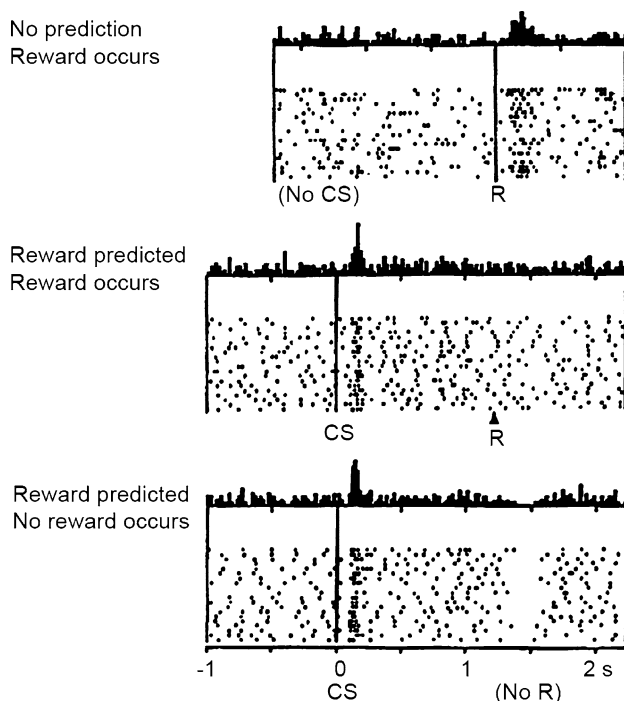 No prediction
Reward occurs
(No CS)
R
Reward predicted
Reward occurs
CS
R
Reward predicted
No reward occurs
-1 0 1 2 s
CS (No R)